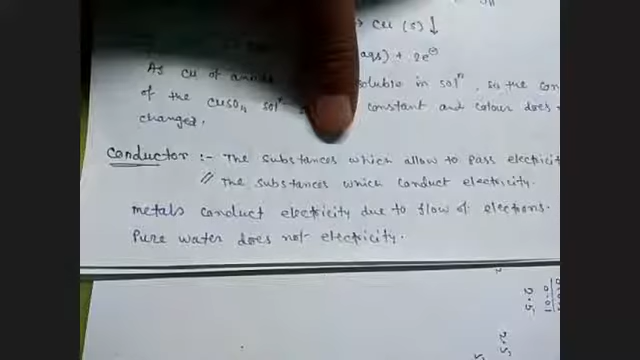 Cu (s) ↓
aqs) + 2e⊖
As Cu of anode soluble in solⁿ, so the con
of the CuSO4 solⁿ constant and colour does
changed.
Conductor :- The substances which allow to pass electricit
// The substances which conduct electricity.
metals conduct electricity due to flow of electrons.
Pure water does not electricity.